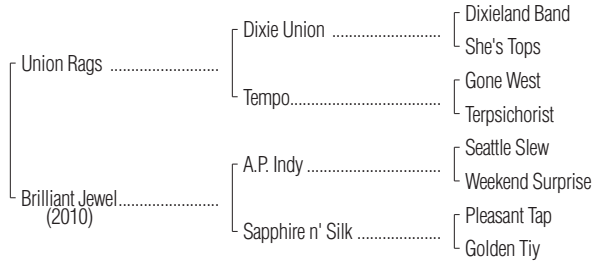 Dixieland Band
Dixie Union ........................
She's Tops
Union Rags ........................
Gone West
Tempo.................................
Terpsichorist
Seattle Slew
A.P. Indy .............................
Weekend Surprise
Brilliant Jewel......................
(2010)
Pleasant Tap
Sapphire n' Silk ..................
Golden Tiy